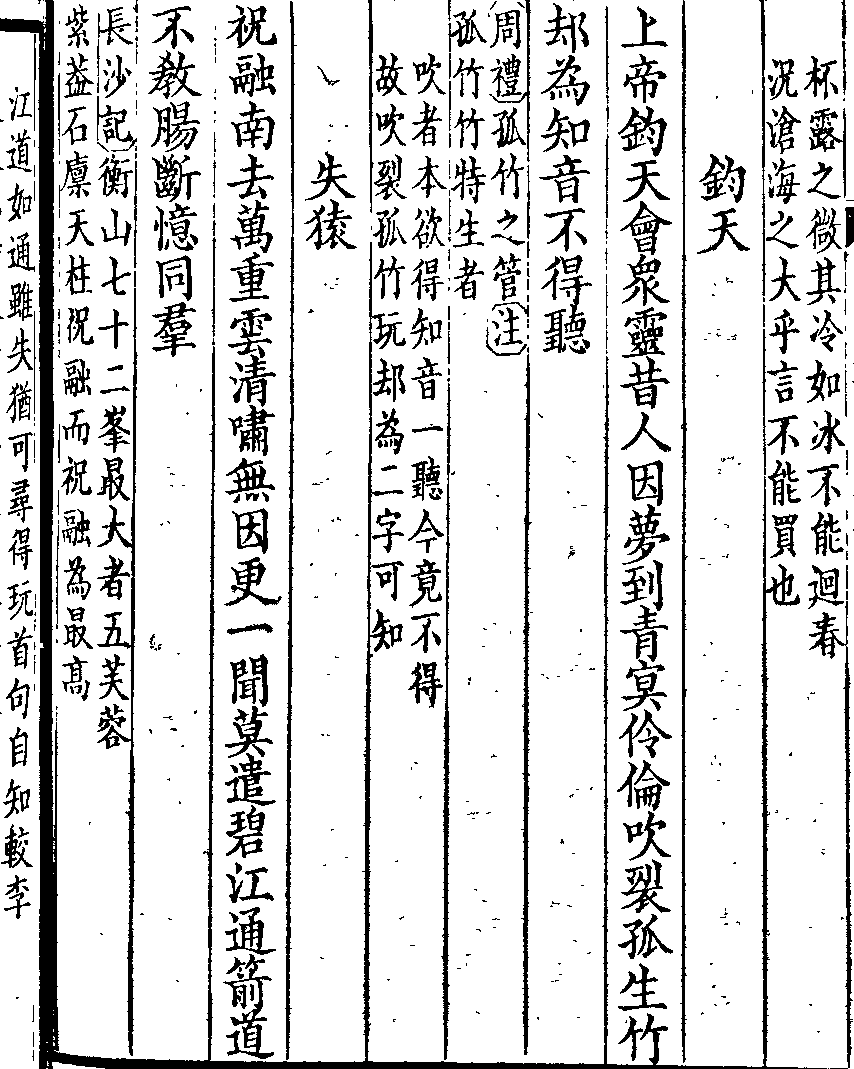 杯露之微其冷如冰不能迴春
況滄海之大乎言不能買也
鈞天
上帝鈞天會衆靈昔人因夢到青冥伶倫吹裂孤生竹
却為知音不得聽
周禮孤竹之管注
孤竹竹特生者
吹者本欲得知音一聽今竟不得
故吹裂孤竹玩却為二字可知
失猿
祝融南去萬重雲清嘯無因更一聞莫遣碧江通箭道
不教腸斷憶同羣
長沙記衡山七十二峯最大者五芙蓉
紫蓋石廪天柱祝融而祝融為最高
江道如通雖失猶可尋得玩首句自知較李